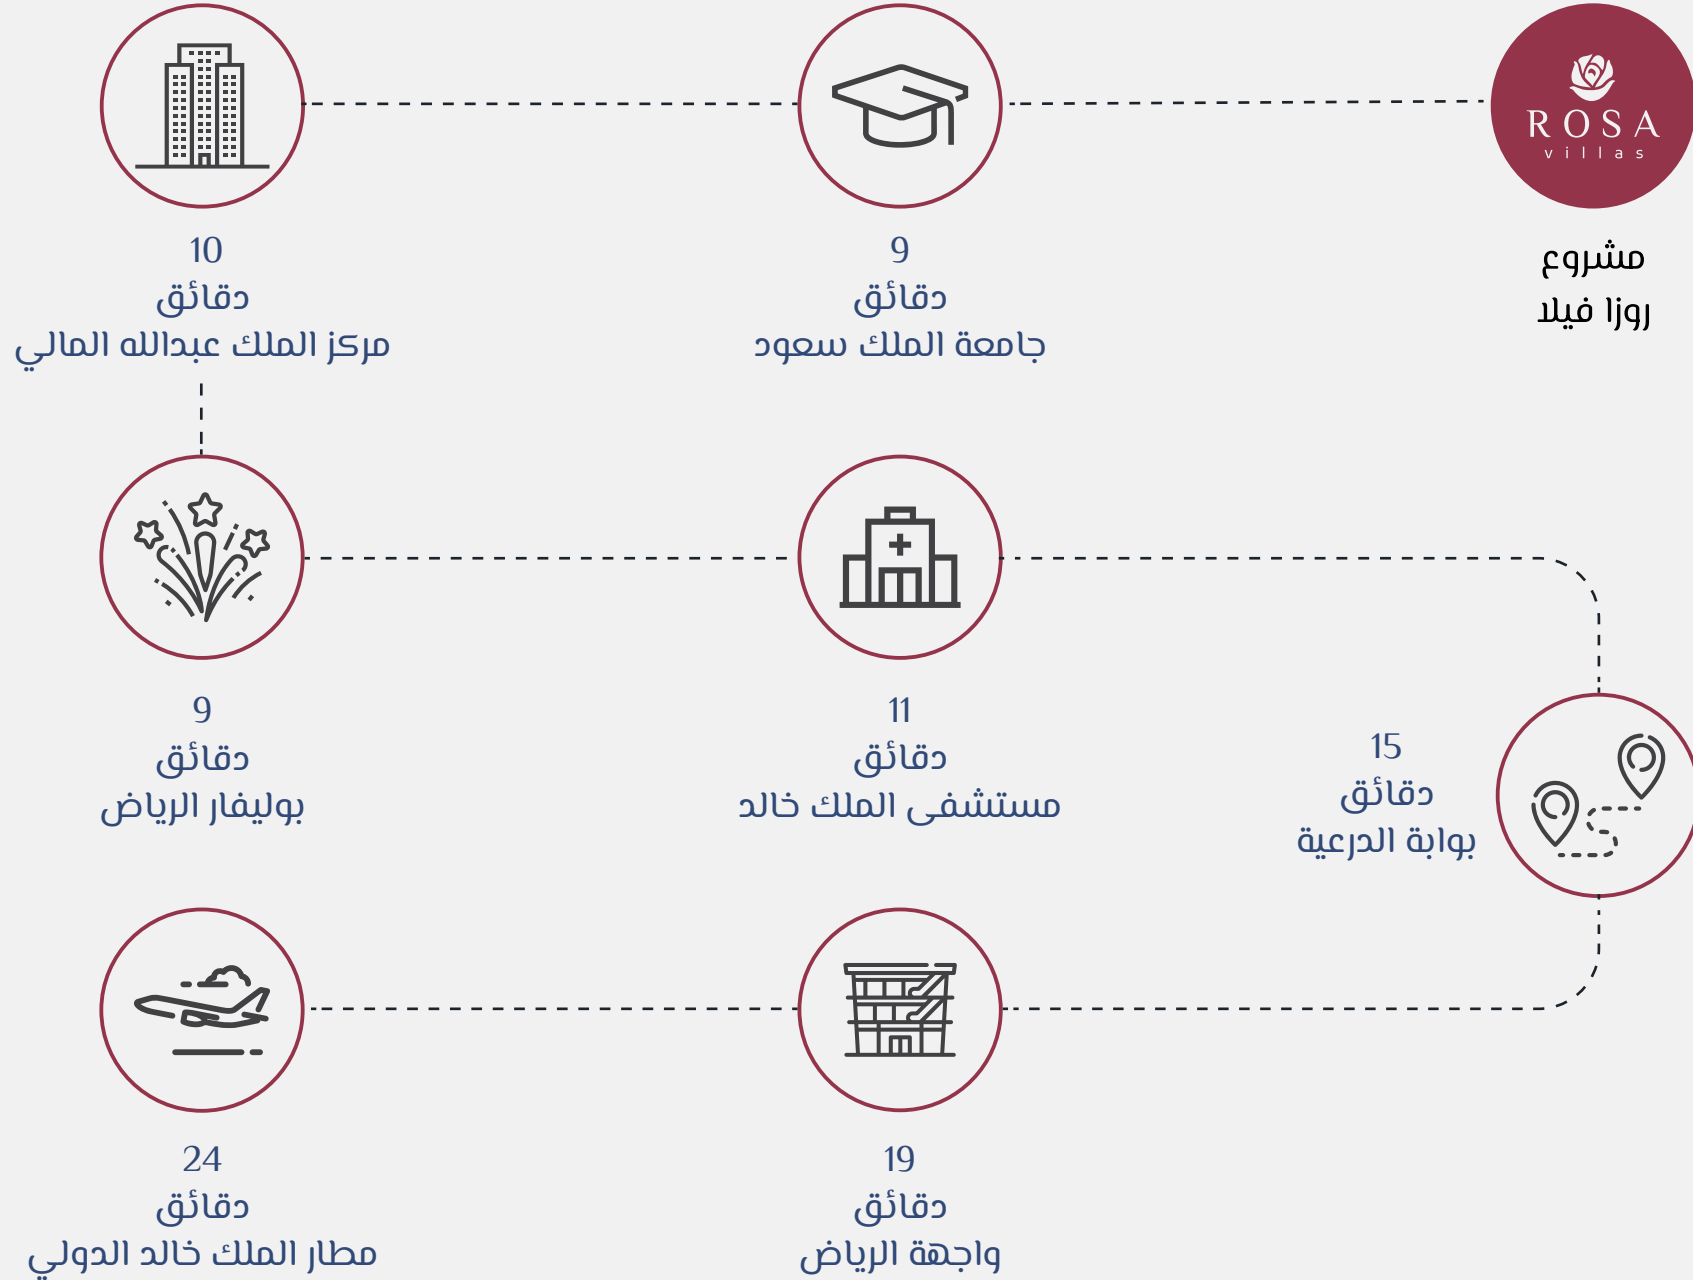 ROSA
villas
مشروع
روزا فيلا
9
دقائق
جامعة الملك سعود
10
دقائق
مركز الملك عبدالله المالي
9
دقائق
بوليفار الرياض
11
دقائق
مستشفى الملك خالد
15
دقائق
بوابة الدرعية
19
دقائق
واجهة الرياض
24
دقائق
مطار الملك خالد الدولي